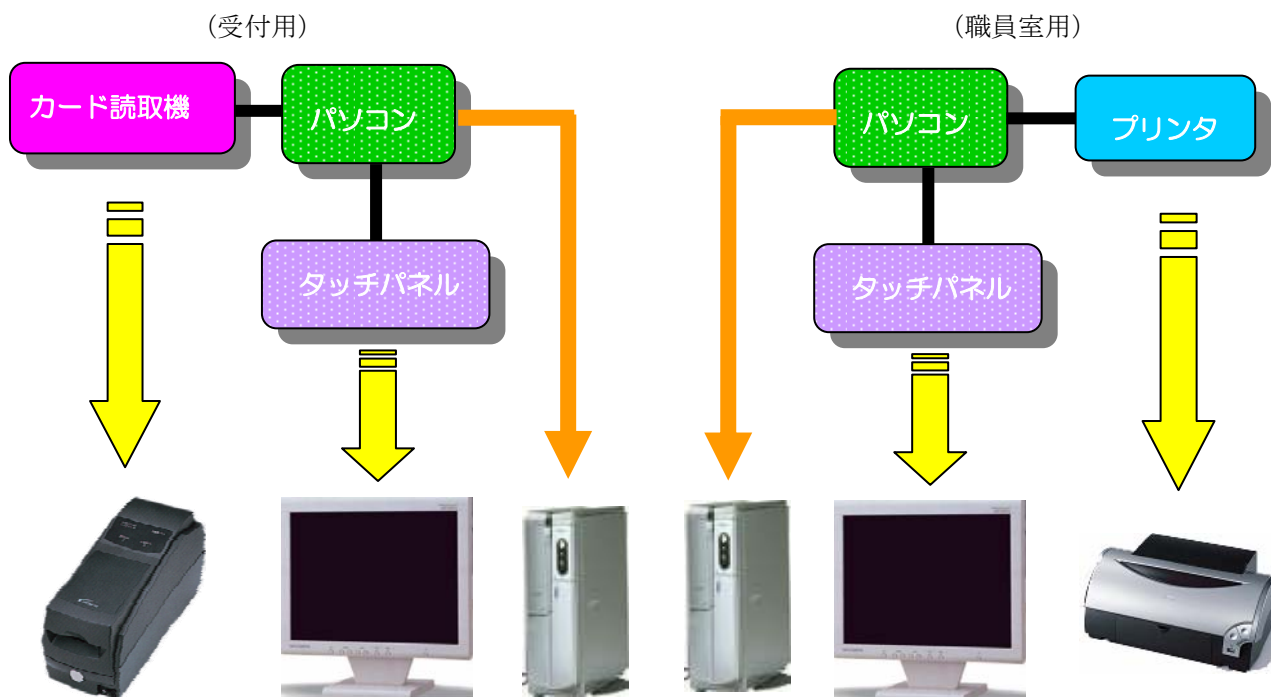 （受付用）
（職員室用）
カード読取機
パソコン
パソコン
プリンタ
タッチパネル
タッチパネル